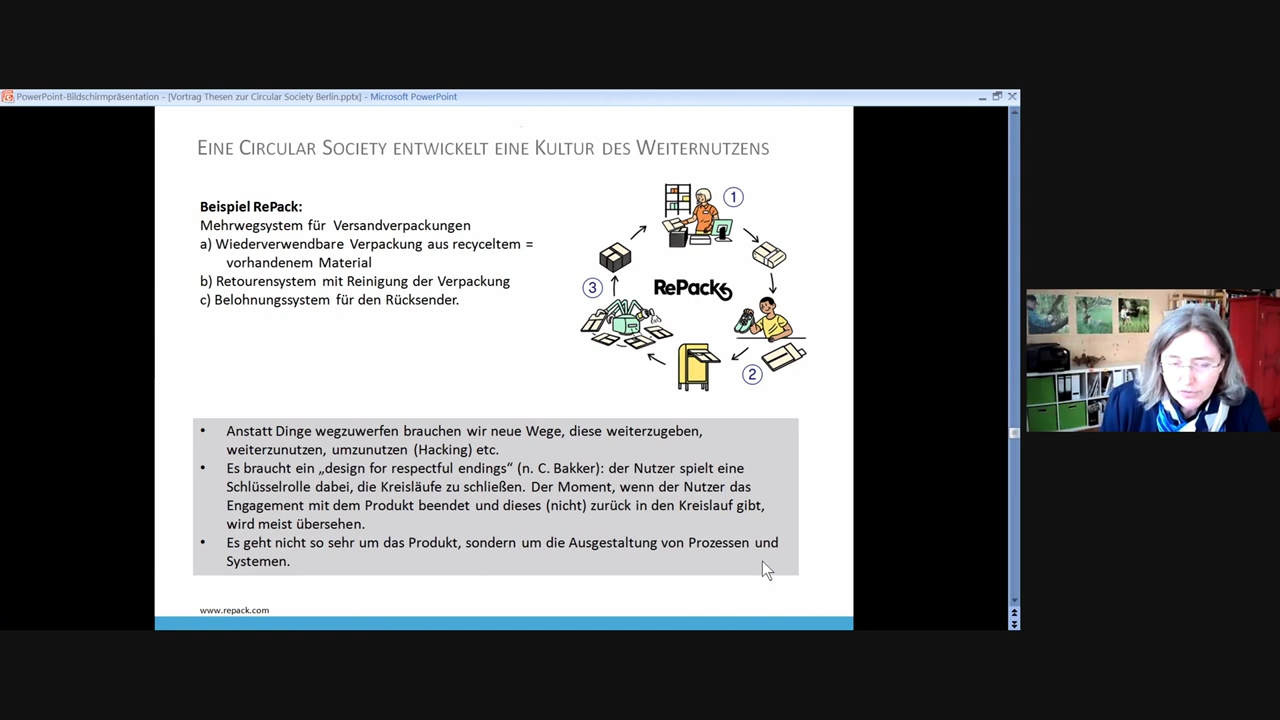 PowerPoint-Bildschirmpräsentation - [Vortrag Thesen zur Circular Society Berlin.pptx] - Microsoft PowerPoint
EINE CIRCULAR SOCIETY ENTWICKELT EINE KULTUR DES WEITERNUTZENS
Beispiel RePack:
Mehrwegsystem für Versandverpackungen
a) Wiederverwendbare Verpackung aus recyceltem =
vorhandenem Material
b) Retourensystem mit Reinigung der Verpackung
c) Belohnungssystem für den Rücksender.
1
3
RePack
2
• Anstatt Dinge wegzuwerfen brauchen wir neue Wege, diese weiterzugeben,
weiterzunutzen, umzunutzen (Hacking) etc.
• Es braucht ein „design for respectful endings“ (n. C. Bakker): der Nutzer spielt eine
Schlüsselrolle dabei, die Kreisläufe zu schließen. Der Moment, wenn der Nutzer das
Engagement mit dem Produkt beendet und dieses (nicht) zurück in den Kreislauf gibt,
wird meist übersehen.
• Es geht nicht so sehr um das Produkt, sondern um die Ausgestaltung von Prozessen und
Systemen.
www.repack.com